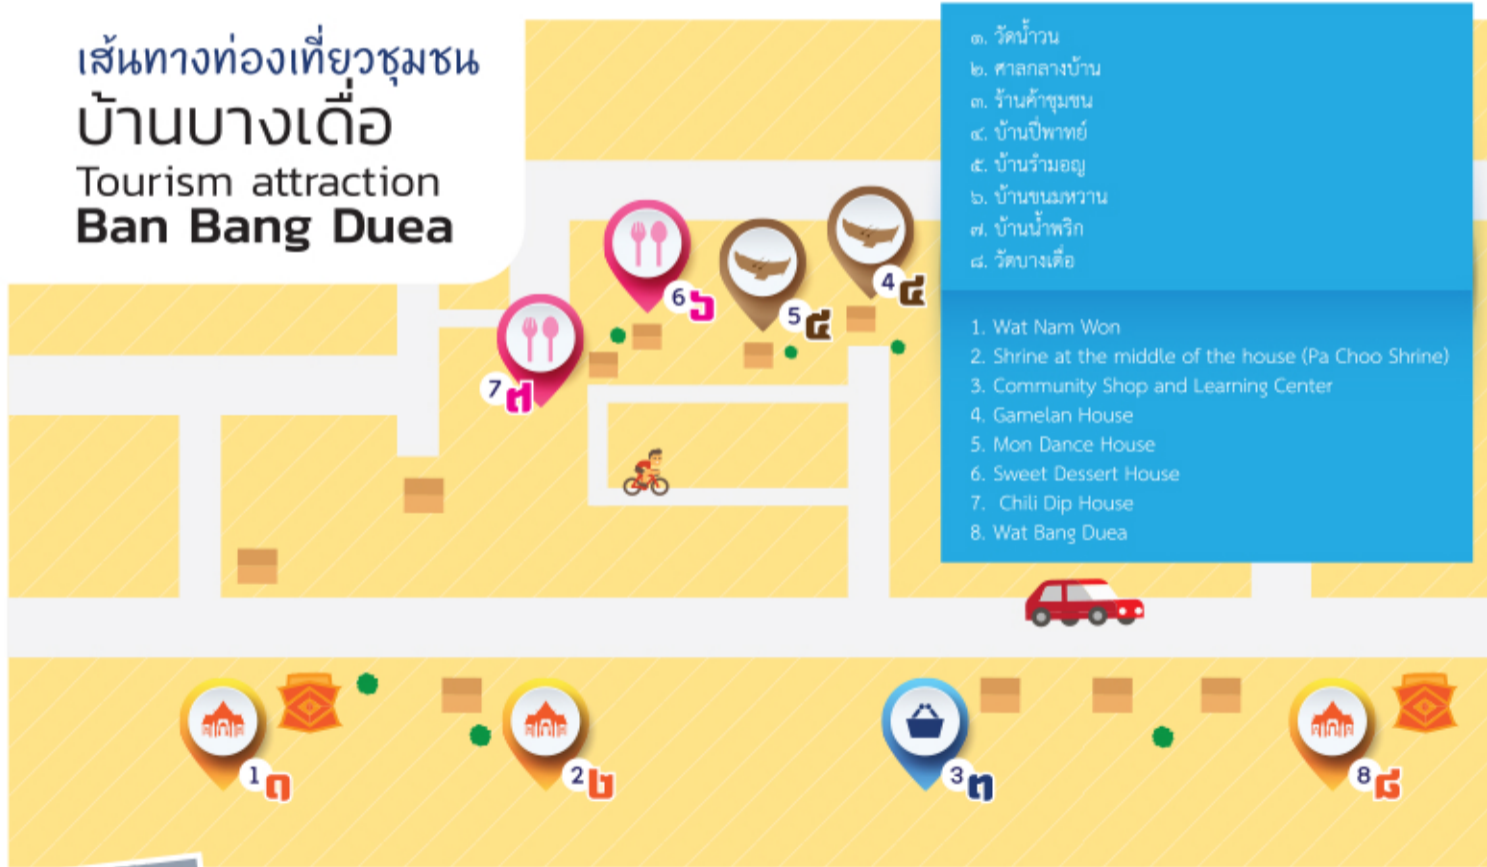 เส้นทางท่องเที่ยวชุมชน
บ้านบางเดื่อ
Tourism attraction
Ban Bang Duea
๑. วัดน้ำวน
๒. ศาลกลางบ้าน
๓. ร้านค้าชุมชน
๔. บ้านปี่พาทย์
๕. บ้านรำมอญ
๖. บ้านขนมหวาน
๗. บ้านน้ำพริก
๘. วัดบางเดื่อ
1. Wat Nam Won
2. Shrine at the middle of the house (Pa Choo Shrine)
3. Community Shop and Learning Center
4. Gamelan House
5. Mon Dance House
6. Sweet Dessert House
7. Chili Dip House
8. Wat Bang Duea
4 ๔
6 ๖
5 ๕
7 ๗
1 ๑
2 ๒
3 ๓
8 ๘